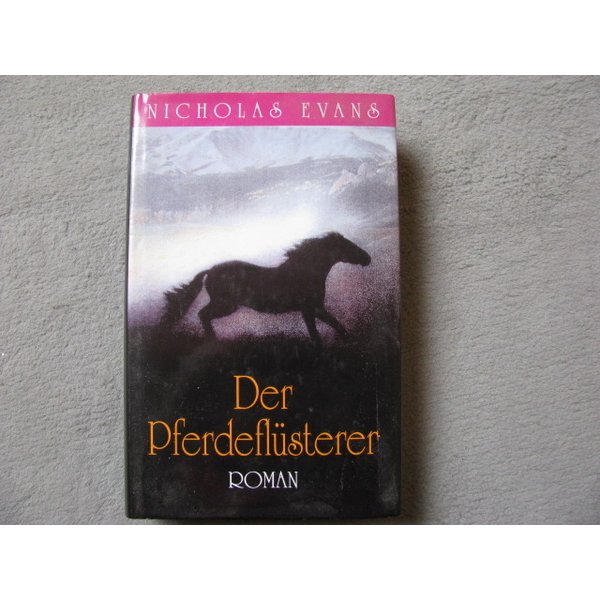 NICHOLAS EVANS
Der
Pferdeflüsterer
ROMAN